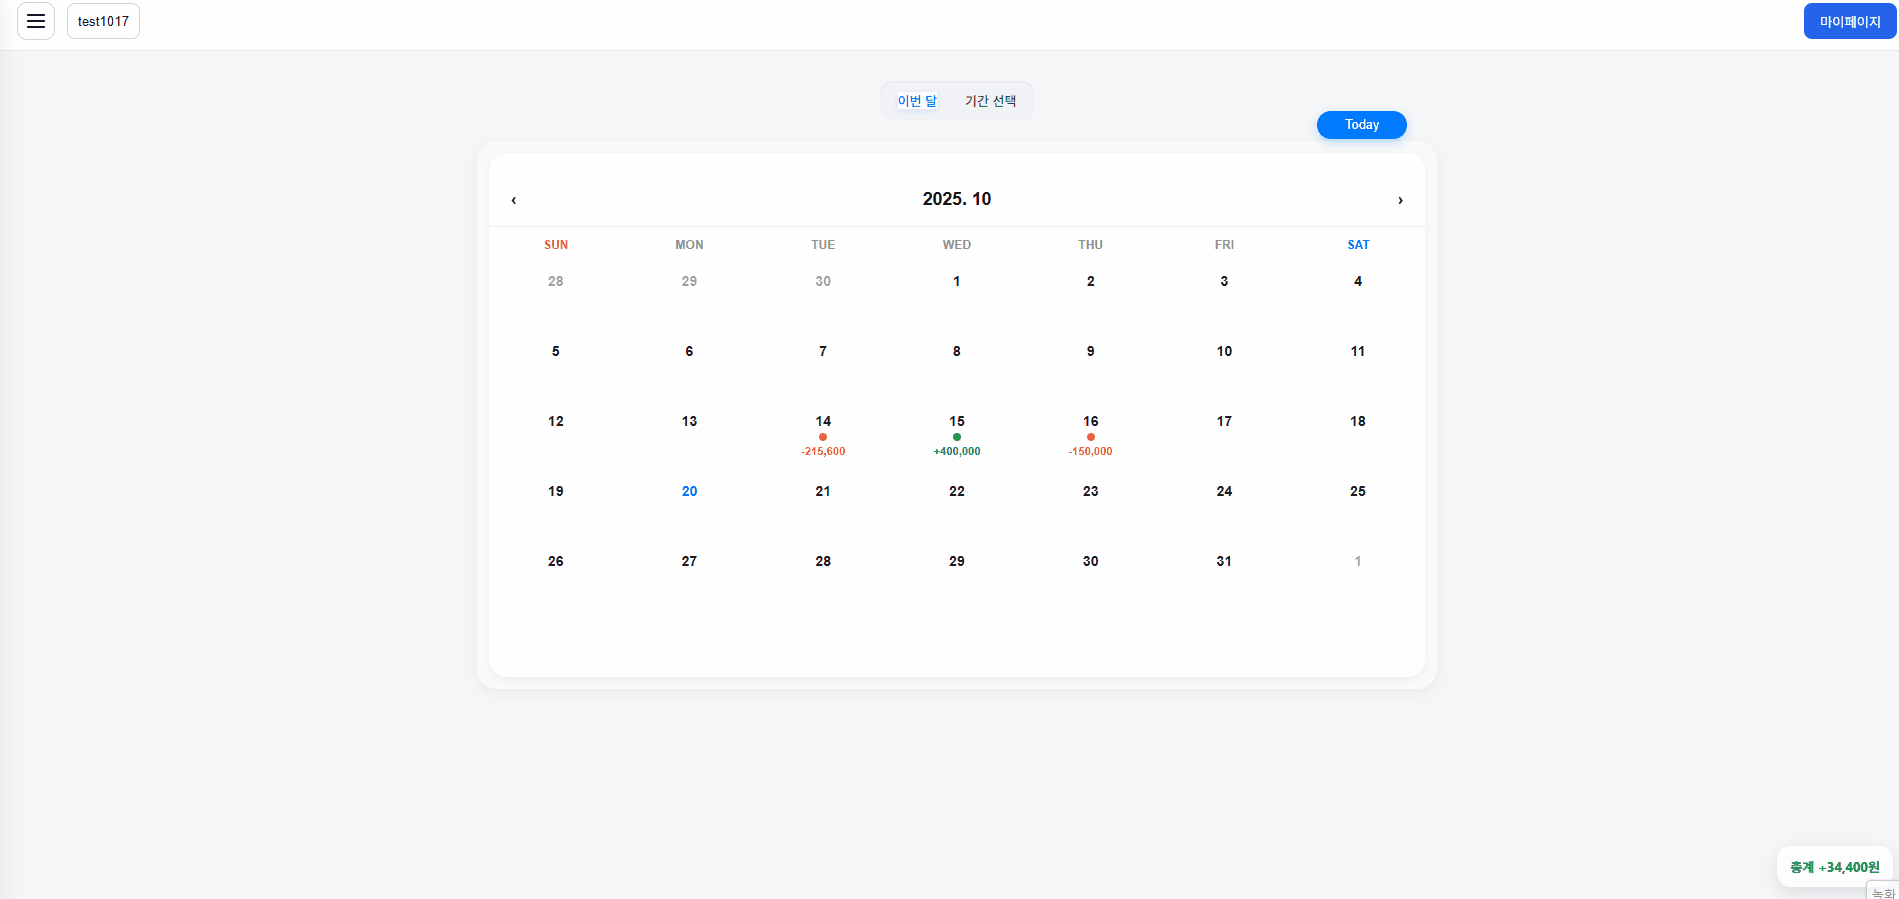 test1017
마이페이지
이번 달 기간 선택
Today
‹ 2025. 10 ›
SUN MON TUE WED THU FRI SAT
28 29 30 1 2 3 4
5 6 7 8 9 10 11
12 13 14 15 16 17 18
-215,600 +400,000 -150,000
19 20 21 22 23 24 25
26 27 28 29 30 31 1
총계 +34,400원
녹화